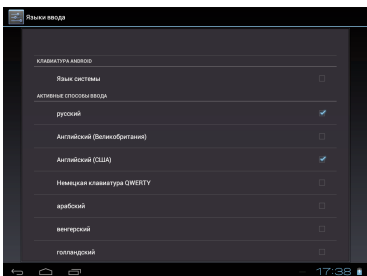 Языки ввода
КЛАВИАТУРА ANDROID
Язык системы
АКТИВНЫЕ СПОСОБЫ ВВОДА
русский
Английский (Великобритания)
Английский (США)
Немецкая клавиатура QWERTY
арабский
венгерский
голландский
17:38